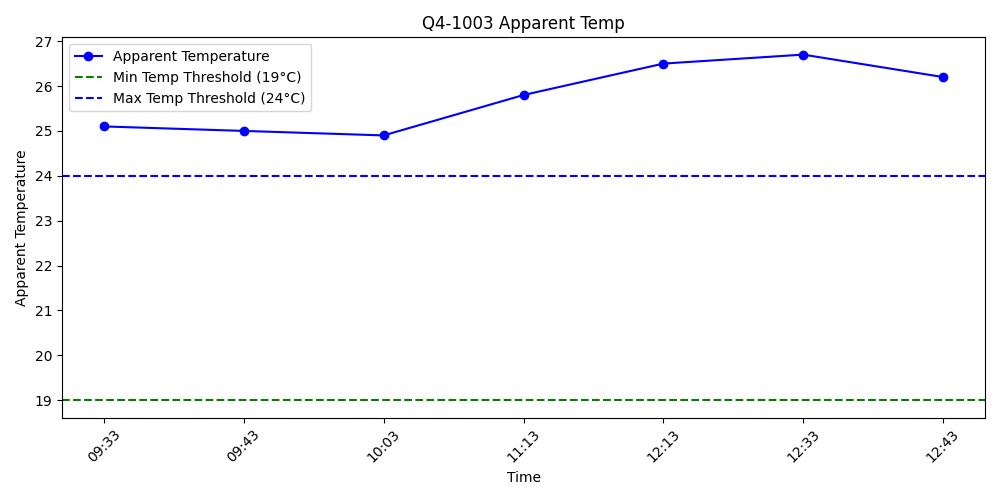 Q4-1003 Apparent Temp
27
26
25
24
23
22
21
20
19
Apparent Temperature
Apparent Temperature
Min Temp Threshold (19°C)
Max Temp Threshold (24°C)
09:33
09:43
10:03
11:13
12:13
12:33
12:43
Time